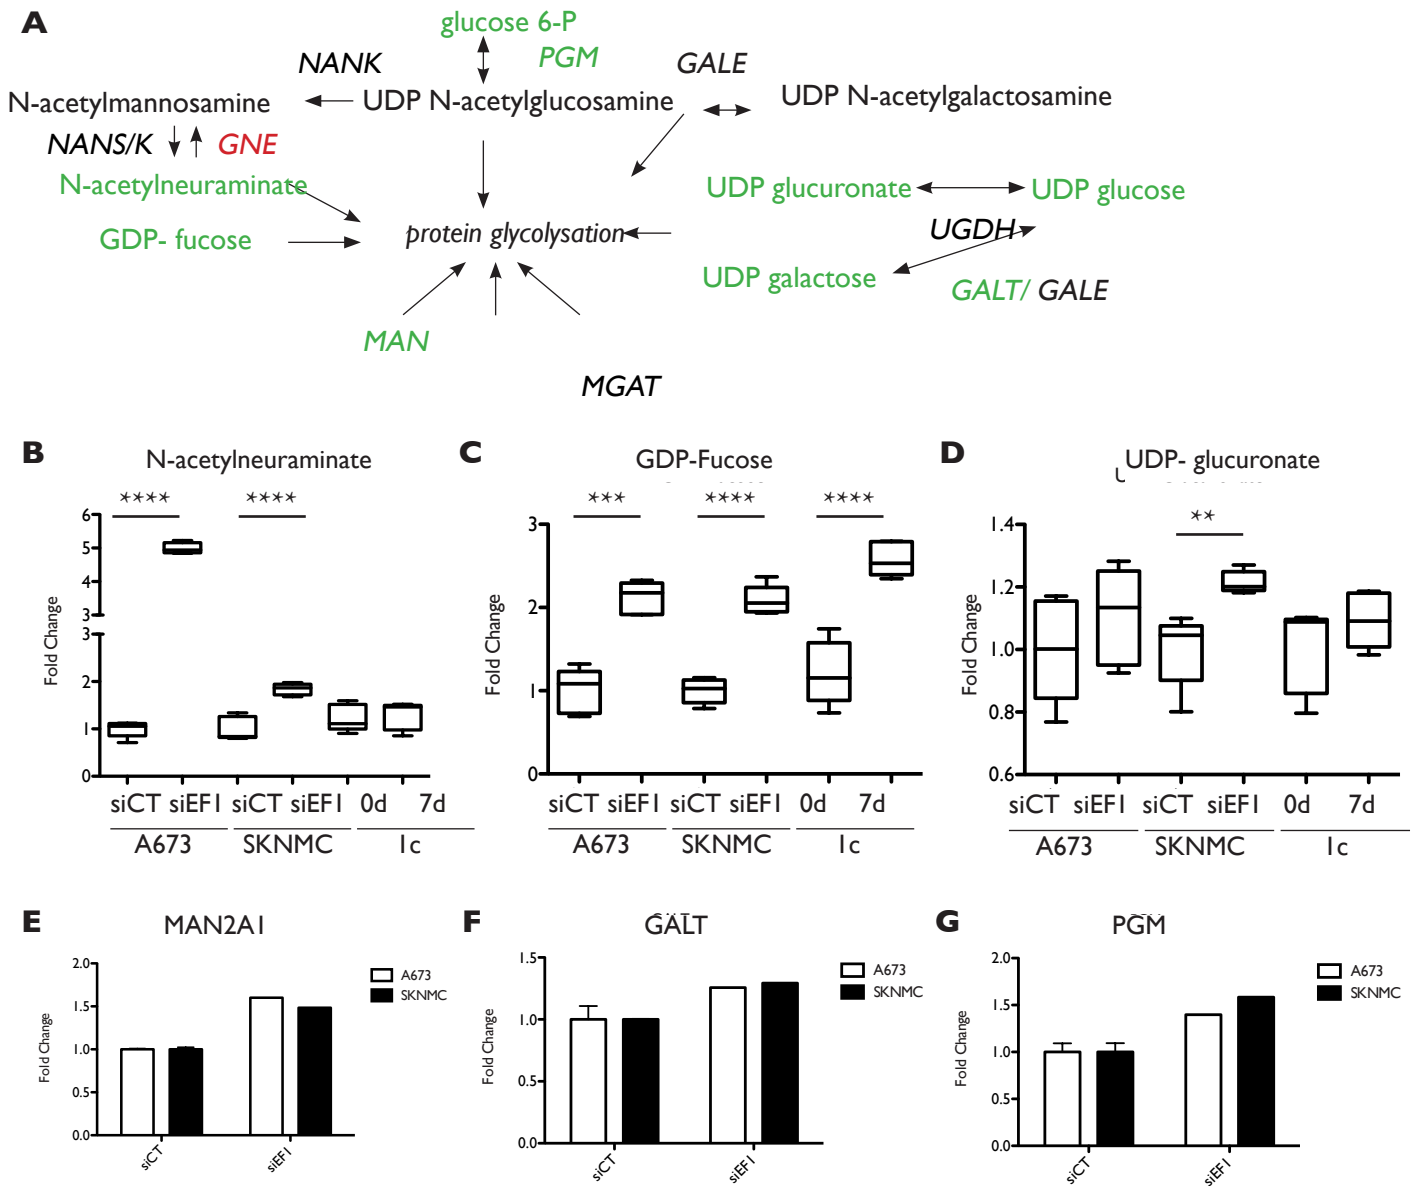 A
glucose 6-P
PGM
NANK
GALE
N-acetylmannosamine
UDP N-acetylglucosamine
UDP N-acetylgalactosamine
NANS/K
GNE
N-acetylneuraminate
UDP glucuronate
UDP glucose
GDP- fucose
protein glycolysation
UGDH
UDP galactose
GALT/ GALE
MAN
MGAT
B
N-acetylneuraminate
****
****
Fold Change
6
5
4
3
3
2
1
0
siCT siEF1 siCT siEF1 0d 7d
A673 SKNMC 1c
C
GDP-Fucose
***
****
****
Fold Change
3
2
1
0
siCT siEF1 siCT siEF1 0d 7d
A673 SKNMC 1c
D
UDP- glucuronate
**
Fold Change
1.4
1.2
1.0
0.8
0.6
siCT siEF1 siCT siEF1 0d 7d
A673 SKNMC 1c
E
MAN2A1
Fold Change
2.0
1.5
1.0
0.5
0.0
siCT siEF1
A673
SKNMC
F
GALT
Fold Change
1.5
1.0
0.5
0.0
siCT siEF1
A673
SKNMC
G
PGM
Fold Change
2.0
1.5
1.0
0.5
0.0
siCT siEF1
A673
SKNMC